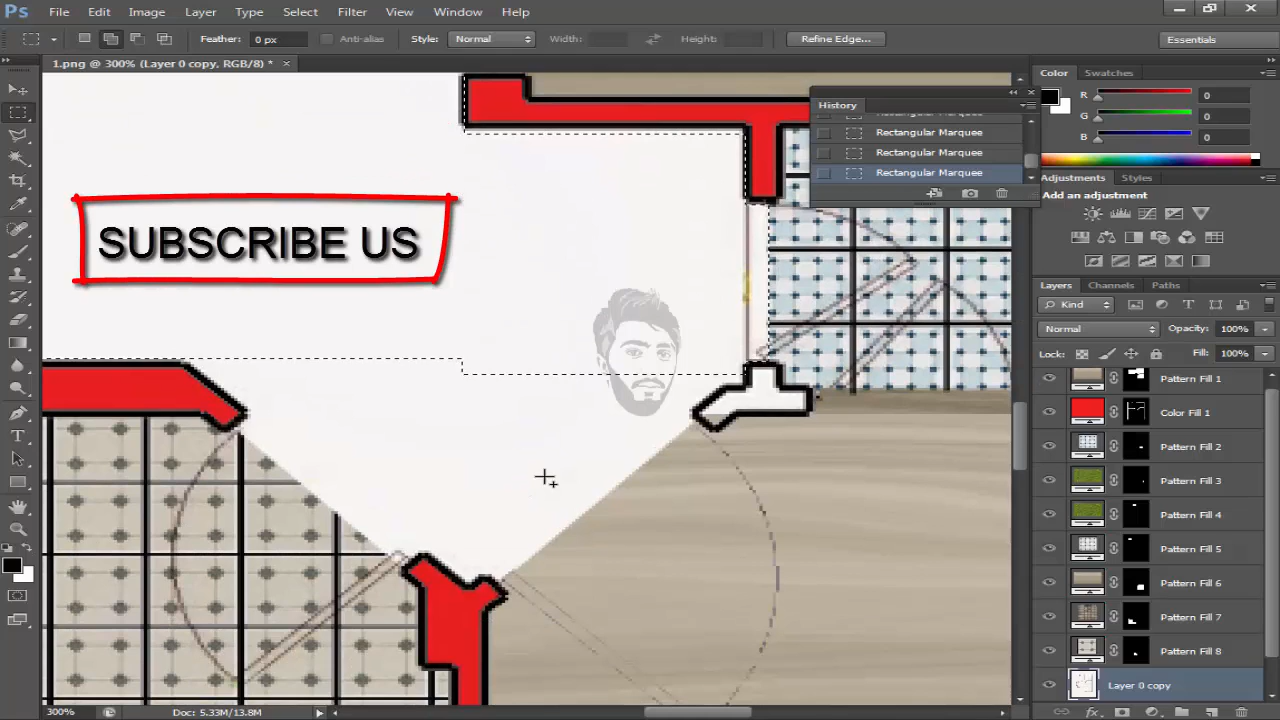 Ps File Edit Image Layer Type Select Filter View Window Help
Feather: 0 px Anti-alias Style: Normal Width: Height: Refine Edge... Essentials
1.png @ 300% (Layer 0 copy, RGB/8) * ×
SUBSCRIBE US
History
Rectangular Marquee
Rectangular Marquee
Rectangular Marquee
Color Swatches
R 0
G 0
B 0
Adjustments Styles
Add an adjustment
Layers Channels Paths
Kind
Normal Opacity: 100%
Lock: Fill: 100%
Pattern Fill 1
Color Fill 1
Pattern Fill 2
Pattern Fill 3
Pattern Fill 4
Pattern Fill 5
Pattern Fill 6
Pattern Fill 7
Pattern Fill 8
Layer 0 copy
300% Doc: 5.33M/13.8M